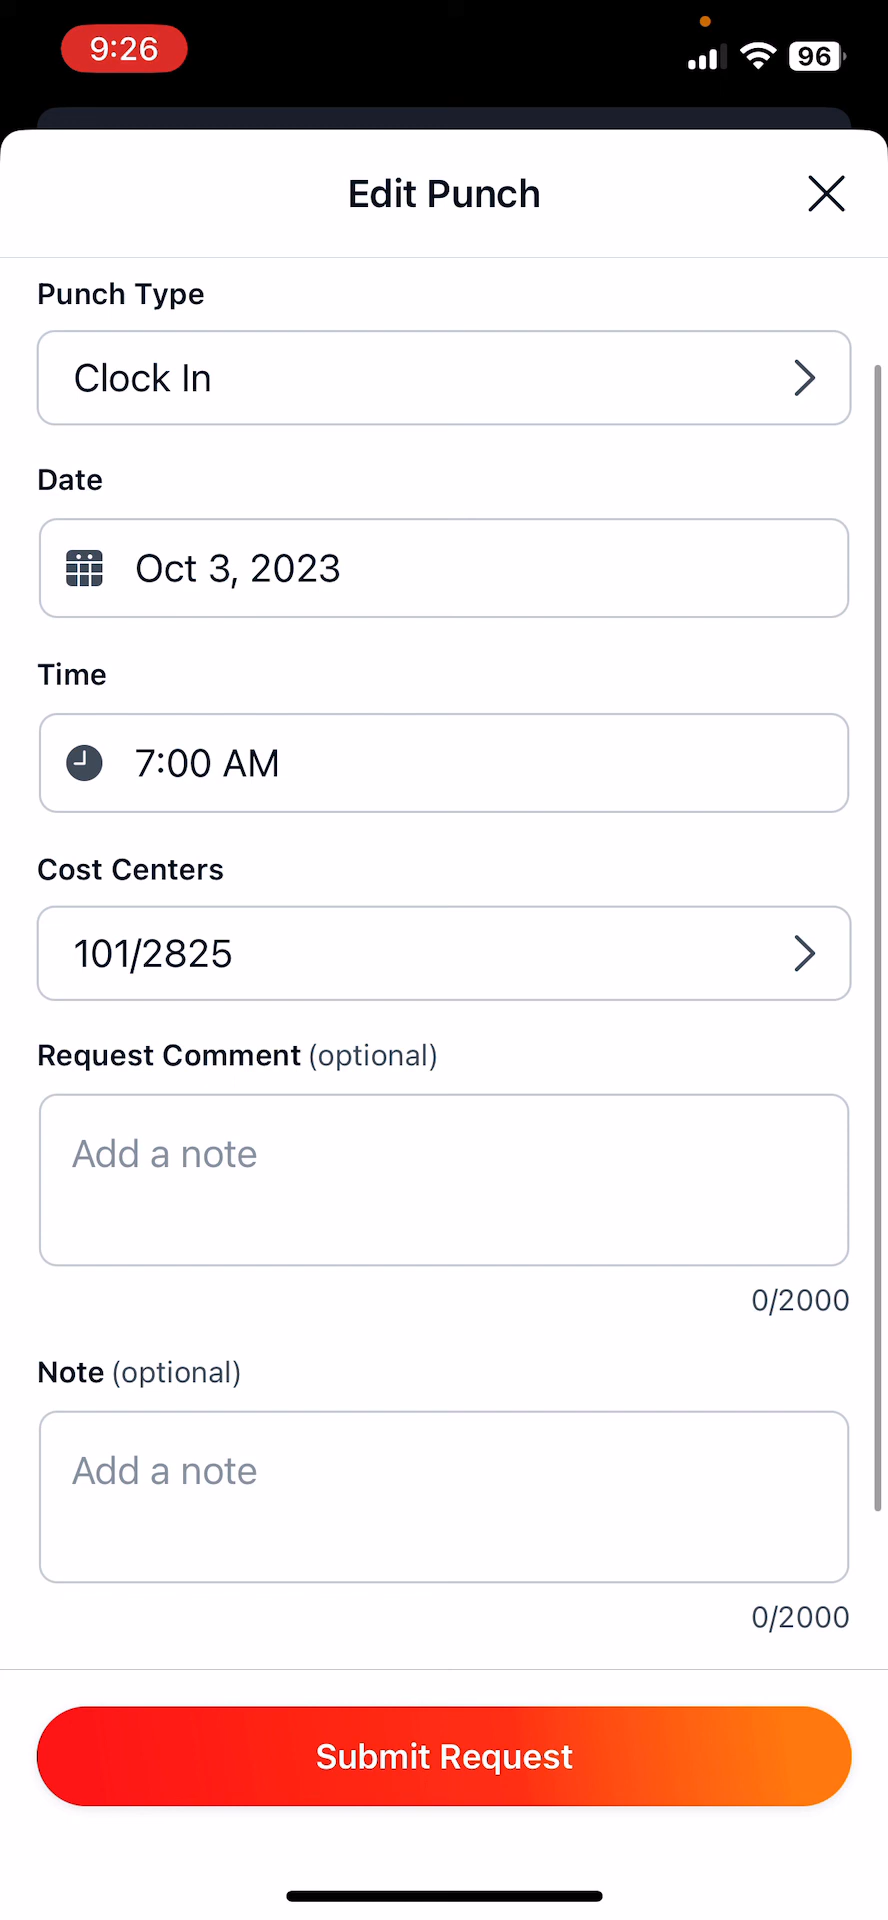 9:26
96
Edit Punch
Punch Type
Clock In
Date
Oct 3, 2023
Time
7:00 AM
Cost Centers
101/2825
Request Comment (optional)
Add a note
0/2000
Note (optional)
Add a note
0/2000
Submit Request